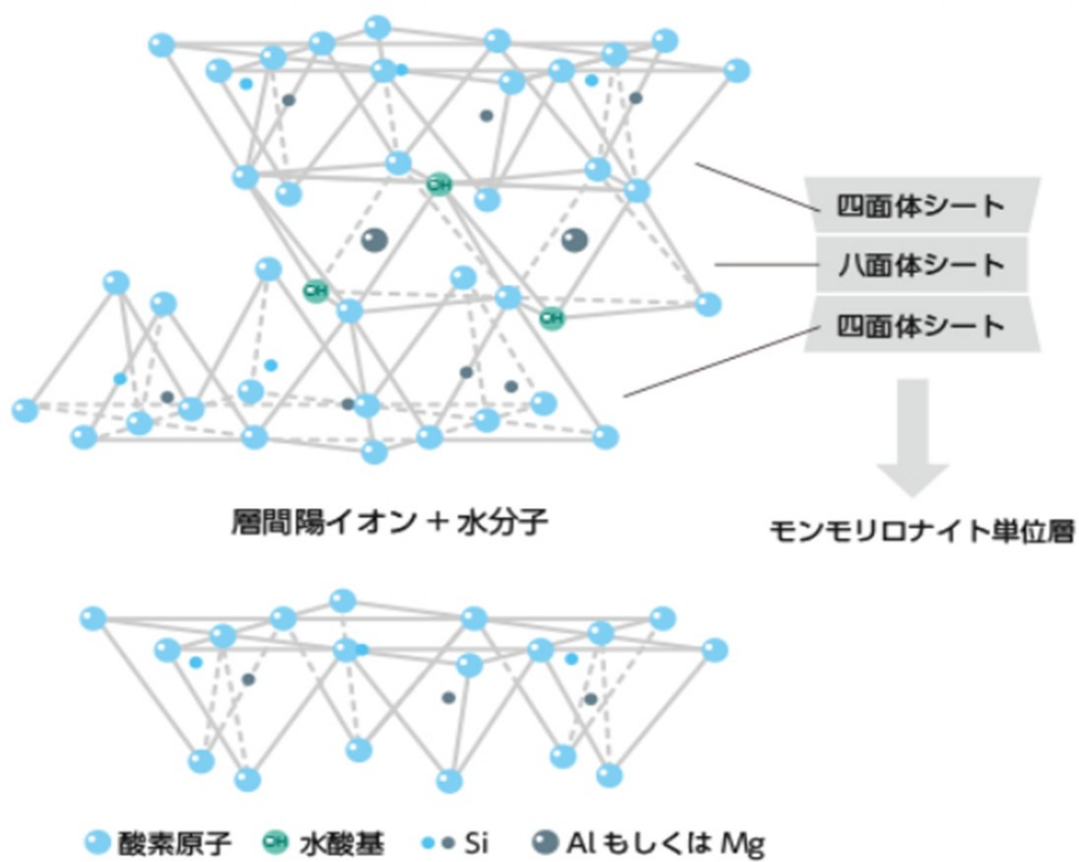 OH
四面体シート
八面体シート
OH
OH
四面体シート
層間陽イオン + 水分子
モンモリロナイト単位層
酸素原子
OH 水酸基
Si
Al もしくは Mg